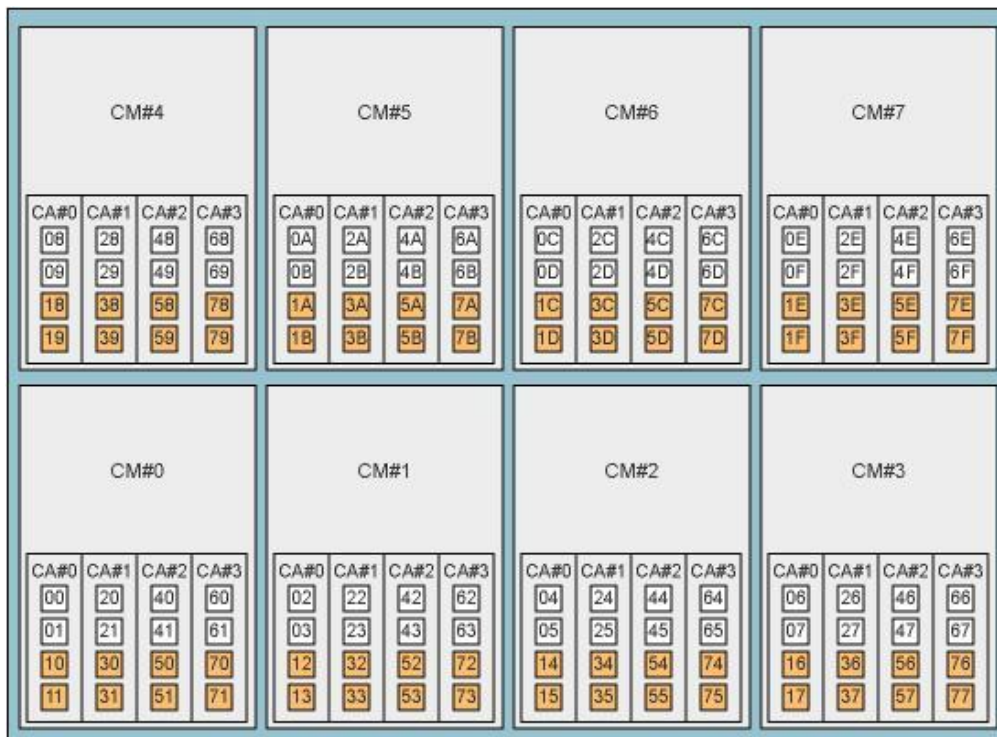 CM#4 CM#5 CM#6 CM#7
CA#0 CA#1 CA#2 CA#3 CA#0 CA#1 CA#2 CA#3 CA#0 CA#1 CA#2 CA#3 CA#0 CA#1 CA#2 CA#3
08 28 48 68 0A 2A 4A 6A 0C 2C 4C 6C 0E 2E 4E 6E
09 29 49 69 0B 2B 4B 6B 0D 2D 4D 6D 0F 2F 4F 6F
18 38 58 78 1A 3A 5A 7A 1C 3C 5C 7C 1E 3E 5E 7E
19 39 59 79 1B 3B 5B 7B 1D 3D 5D 7D 1F 3F 5F 7F
CM#0 CM#1 CM#2 CM#3
CA#0 CA#1 CA#2 CA#3 CA#0 CA#1 CA#2 CA#3 CA#0 CA#1 CA#2 CA#3 CA#0 CA#1 CA#2 CA#3
00 20 40 60 02 22 42 62 04 24 44 64 06 26 46 66
01 21 41 61 03 23 43 63 05 25 45 65 07 27 47 67
10 30 50 70 12 32 52 72 14 34 54 74 16 36 56 76
11 31 51 71 13 33 53 73 15 35 55 75 17 37 57 77